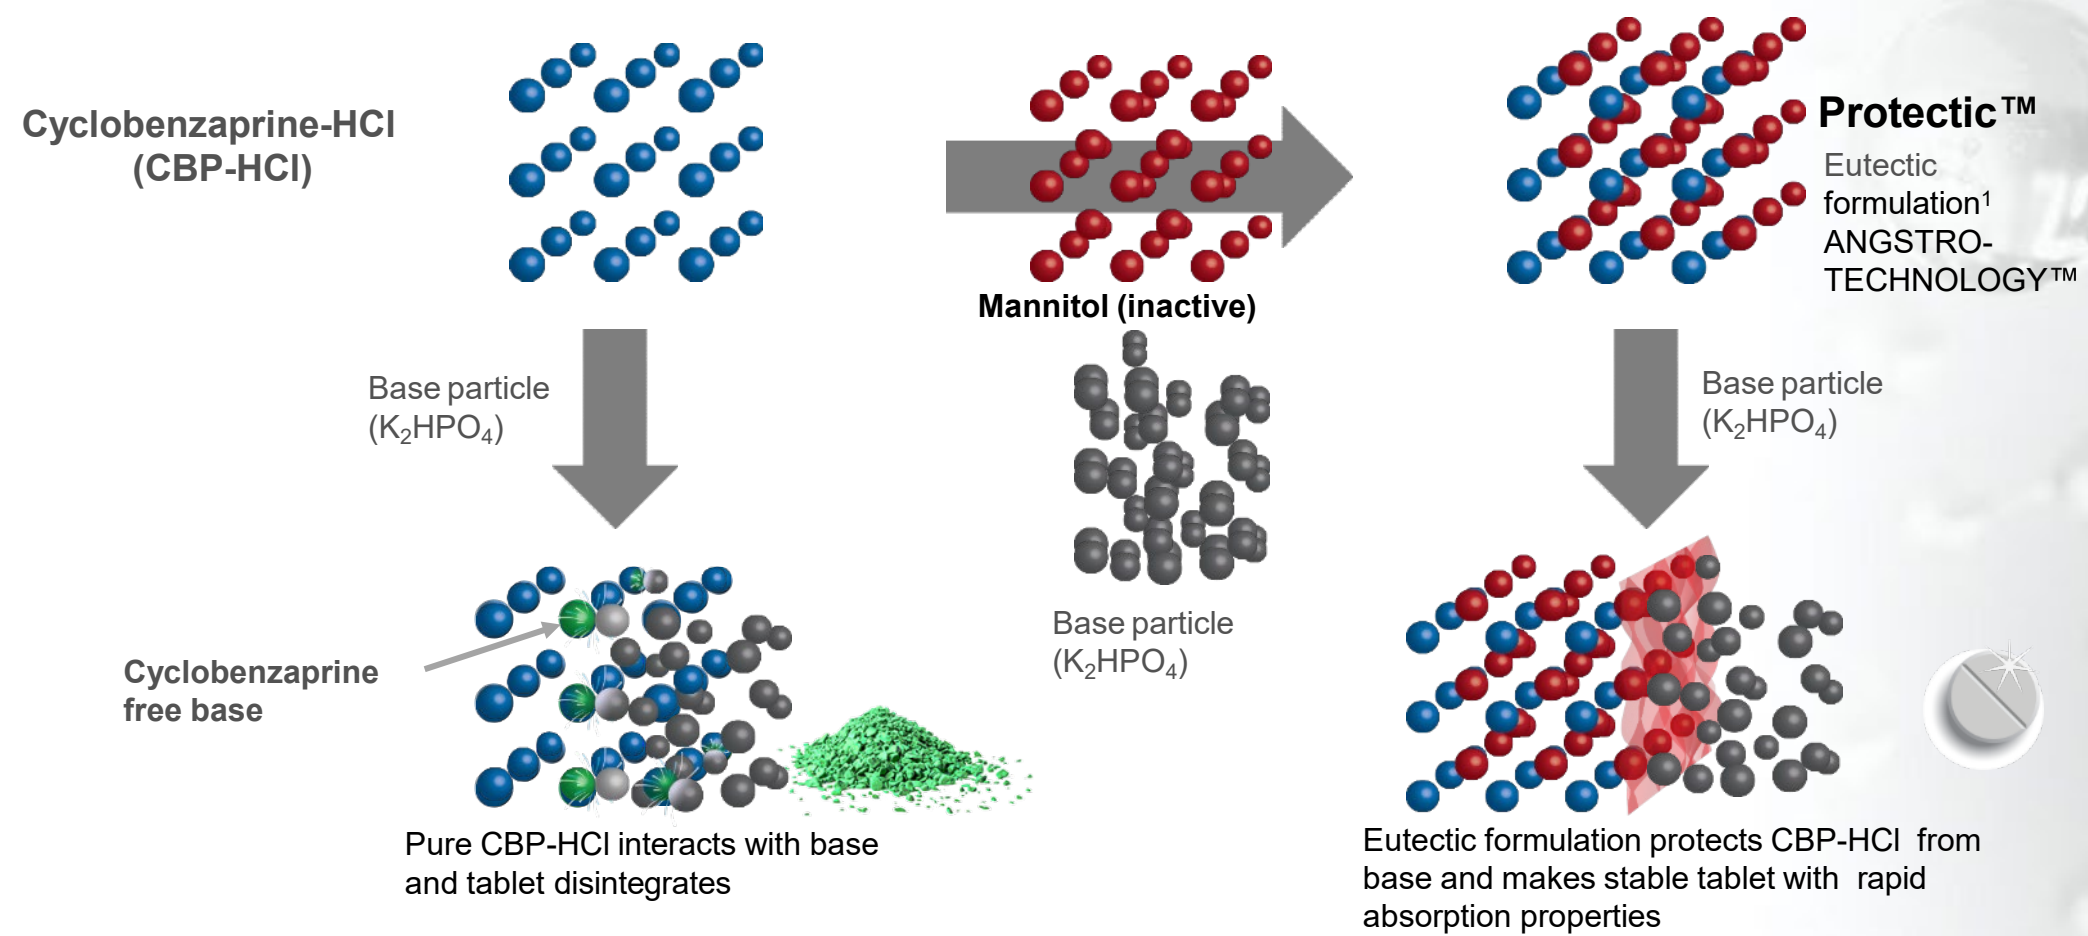 Cyclobenzaprine-HCl
(CBP-HCl)
Mannitol (inactive)
Protectic™
Eutectic
formulation¹
ANGSTRO-
TECHNOLOGY™
Base particle
(K₂HPO₄)
Base particle
(K₂HPO₄)
Base particle
(K₂HPO₄)
Cyclobenzaprine
free base
Pure CBP-HCl interacts with base
and tablet disintegrates
Eutectic formulation protects CBP-HCl from
base and makes stable tablet with rapid
absorption properties